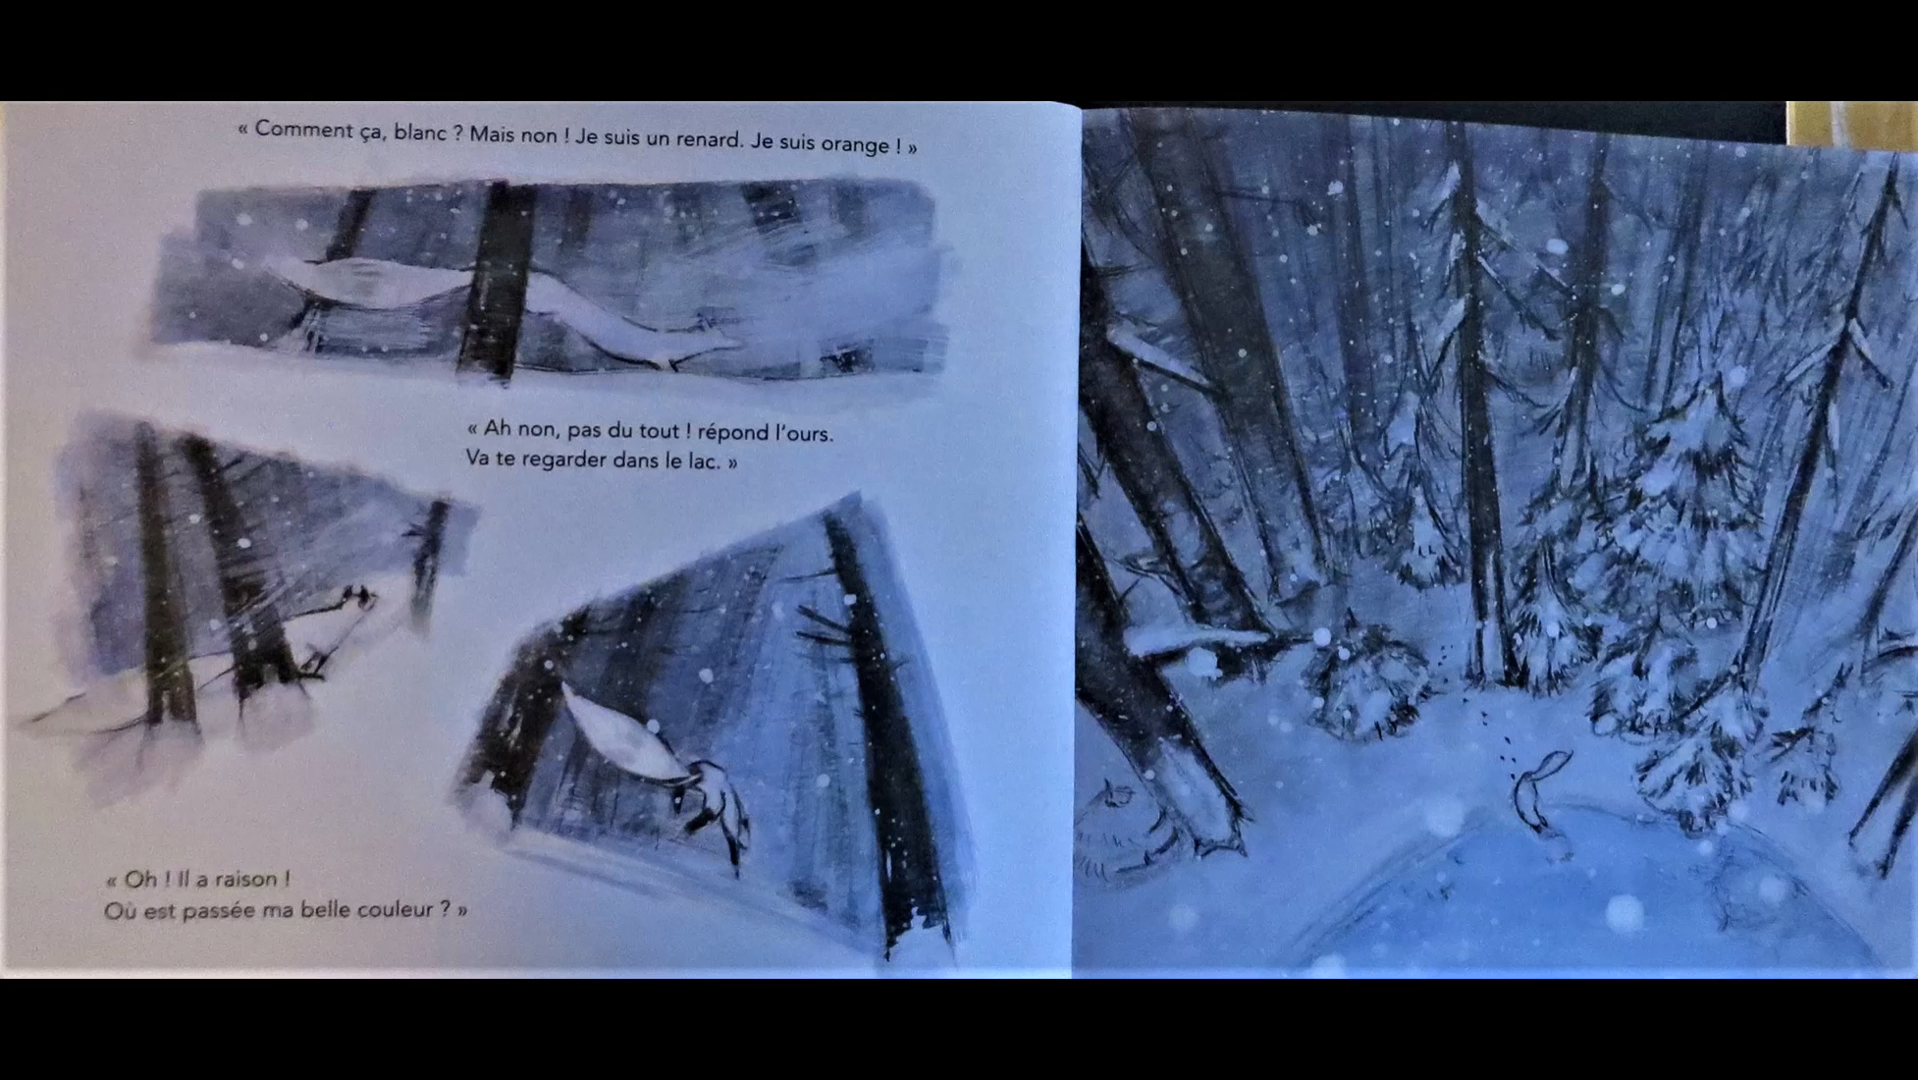 « Comment ça, blanc ? Mais non ! Je suis un renard. Je suis orange ! »
« Ah non, pas du tout ! répond l'ours.
Va te regarder dans le lac. »
« Oh ! Il a raison !
Où est passée ma belle couleur ? »